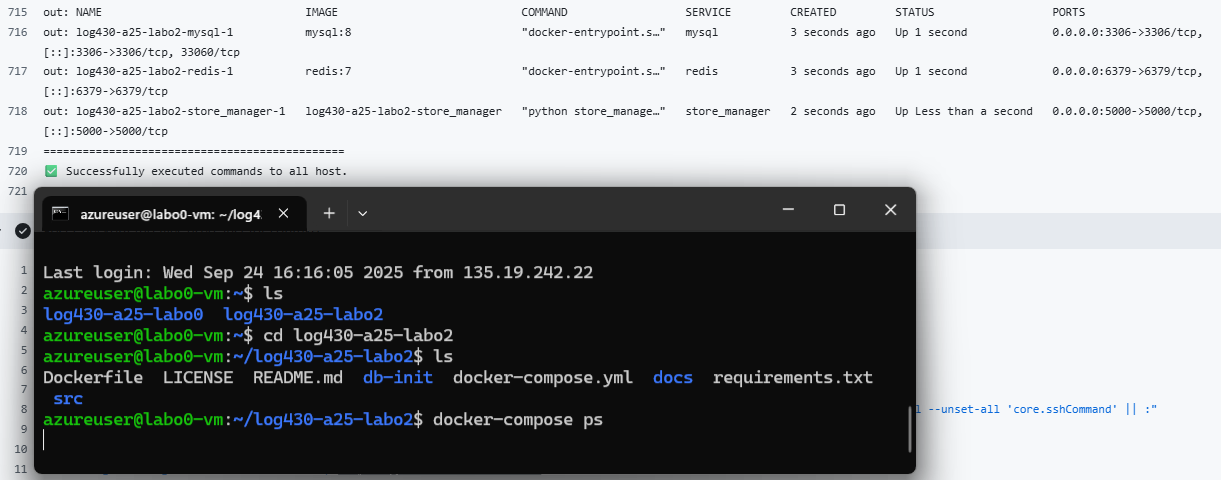 715 out: NAME IMAGE COMMAND SERVICE CREATED STATUS PORTS
716 out: log430-a25-labo2-mysql-1 mysql:8 "docker-entrypoint.s…" mysql 3 seconds ago Up 1 second 0.0.0.0:3306->3306/tcp,
[::]:3306->3306/tcp, 33060/tcp
717 out: log430-a25-labo2-redis-1 redis:7 "docker-entrypoint.s…" redis 3 seconds ago Up 1 second 0.0.0.0:6379->6379/tcp,
[::]:6379->6379/tcp
718 out: log430-a25-labo2-store_manager-1 log430-a25-labo2-store_manager "python store_manage…" store_manager 2 seconds ago Up Less than a second 0.0.0.0:5000->5000/tcp,
[::]:5000->5000/tcp
719 ==============================================
720 ✅ Successfully executed commands to all host.
721
azureuser@labo0-vm: ~/log4
1
2
3
4
5
6
7
8 l --unset-all 'core.sshCommand' || :"
9
10
11
Last login: Wed Sep 24 16:16:05 2025 from 135.19.242.22
azureuser@labo0-vm:~$ ls
log430-a25-labo0 log430-a25-labo2
azureuser@labo0-vm:~$ cd log430-a25-labo2
azureuser@labo0-vm:~/log430-a25-labo2$ ls
Dockerfile LICENSE README.md db-init docker-compose.yml docs requirements.txt
src
azureuser@labo0-vm:~/log430-a25-labo2$ docker-compose ps